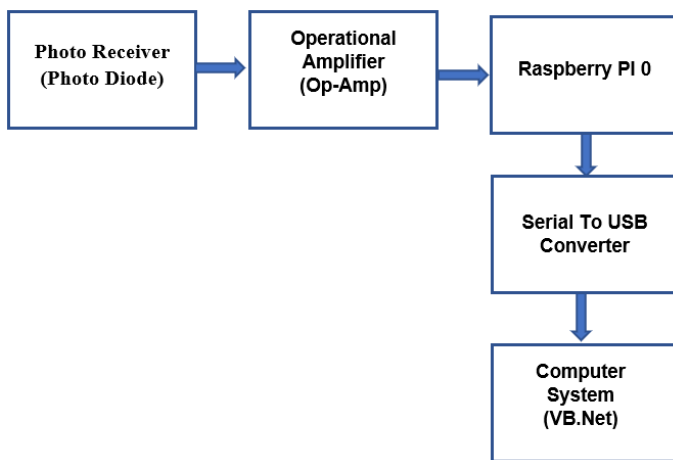 Photo Receiver
(Photo Diode)
Operational
Amplifier
(Op-Amp)
Raspberry PI 0
Serial To USB
Converter
Computer
System
(VB.Net)